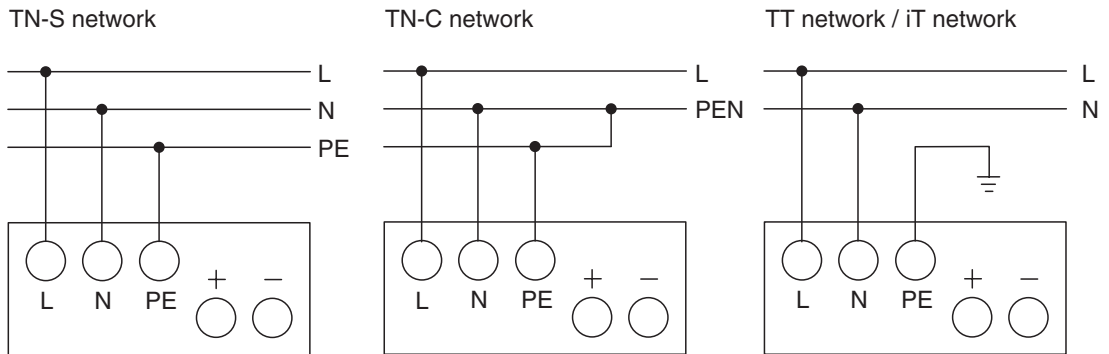 TN-S network
L
N
PE
L N PE + −
TN-C network
L
PEN
L N PE + −
TT network / iT network
L
N
L N PE + −